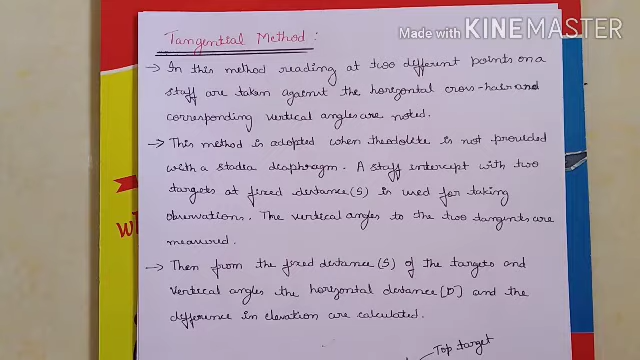 Made with KINEMASTER
Tangential Method :
→ In this method reading at two different points on a
staff are taken against the horizontal cross-hair and
corresponding vertical angles are noted.
→ This method is adopted when theodolite is not provided
with a stadia diaphragm. A staff intercept with two
targets at fixed distance (S) is used for taking
observations. The vertical angles to the two tangents are
measured.
→ Then from the fixed distance (S) of the targets and
vertical angles the horizontal distance [D] and the
difference in elevation are calculated.
Top target